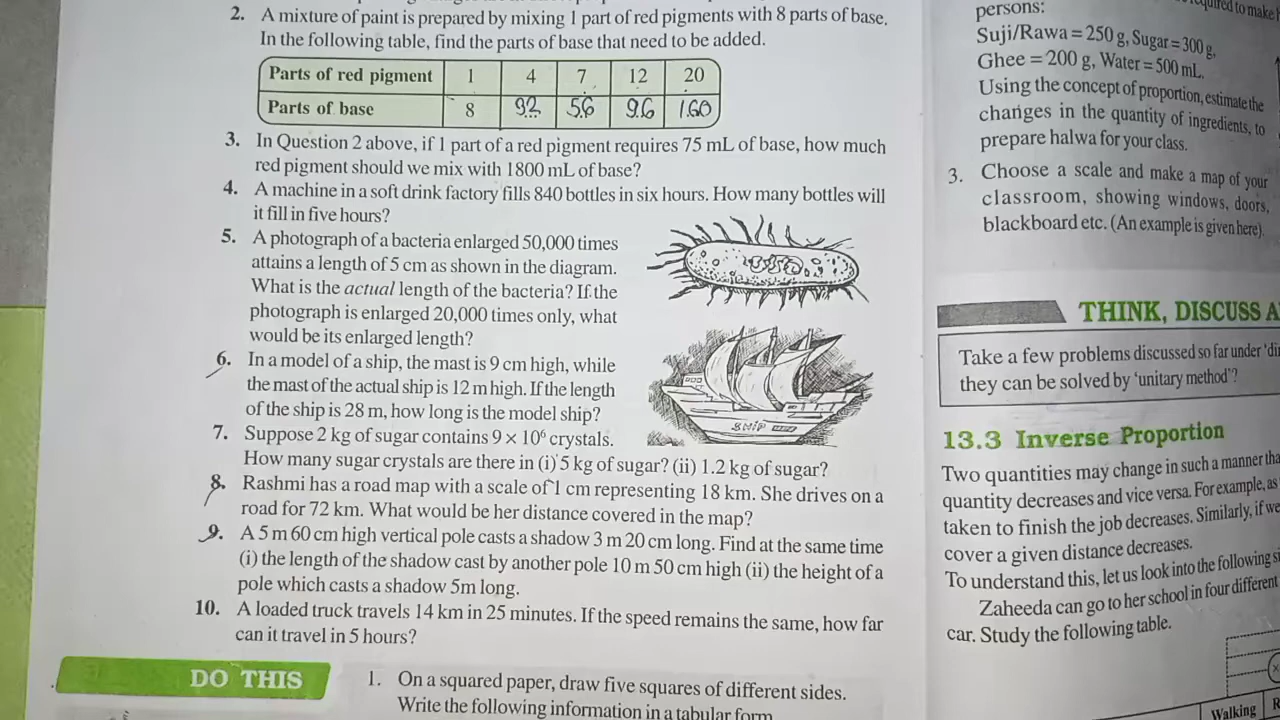 2. A mixture of paint is prepared by mixing 1 part of red pigments with 8 parts of base.
In the following table, find the parts of base that need to be added.
Parts of red pigment 1 4 7 12 20
Parts of base 8 32 56 96 160
3. In Question 2 above, if 1 part of a red pigment requires 75 mL of base, how much
red pigment should we mix with 1800 mL of base?
4. A machine in a soft drink factory fills 840 bottles in six hours. How many bottles will
it fill in five hours?
5. A photograph of a bacteria enlarged 50,000 times
attains a length of 5 cm as shown in the diagram.
What is the actual length of the bacteria? If the
photograph is enlarged 20,000 times only, what
would be its enlarged length?
6. In a model of a ship, the mast is 9 cm high, while
the mast of the actual ship is 12 m high. If the length
of the ship is 28 m, how long is the model ship?
SHIP
7. Suppose 2 kg of sugar contains 9 × 10⁶ crystals.
How many sugar crystals are there in (i) 5 kg of sugar? (ii) 1.2 kg of sugar?
8. Rashmi has a road map with a scale of 1 cm representing 18 km. She drives on a
road for 72 km. What would be her distance covered in the map?
9. A 5 m 60 cm high vertical pole casts a shadow 3 m 20 cm long. Find at the same time
(i) the length of the shadow cast by another pole 10 m 50 cm high (ii) the height of a
pole which casts a shadow 5m long.
10. A loaded truck travels 14 km in 25 minutes. If the speed remains the same, how far
can it travel in 5 hours?
DO THIS
1. On a squared paper, draw five squares of different sides.
Write the following information in a tabular form
to make
persons:
Suji/Rawa = 250 g, Sugar = 300 g,
Ghee = 200 g, Water = 500 mL.
Using the concept of proportion, estimate the
changes in the quantity of ingredients, to
prepare halwa for your class.
3. Choose a scale and make a map of your
classroom, showing windows, doors,
blackboard etc. (An example is given here).
THINK, DISCUSS A
Take a few problems discussed so far under 'di
they can be solved by 'unitary method'?
13.3 Inverse Proportion
Two quantities may change in such a manner tha
quantity decreases and vice versa. For example, as
taken to finish the job decreases. Similarly, if we
cover a given distance decreases.
To understand this, let us look into the following si
Zaheeda can go to her school in four different
car. Study the following table.
Walking